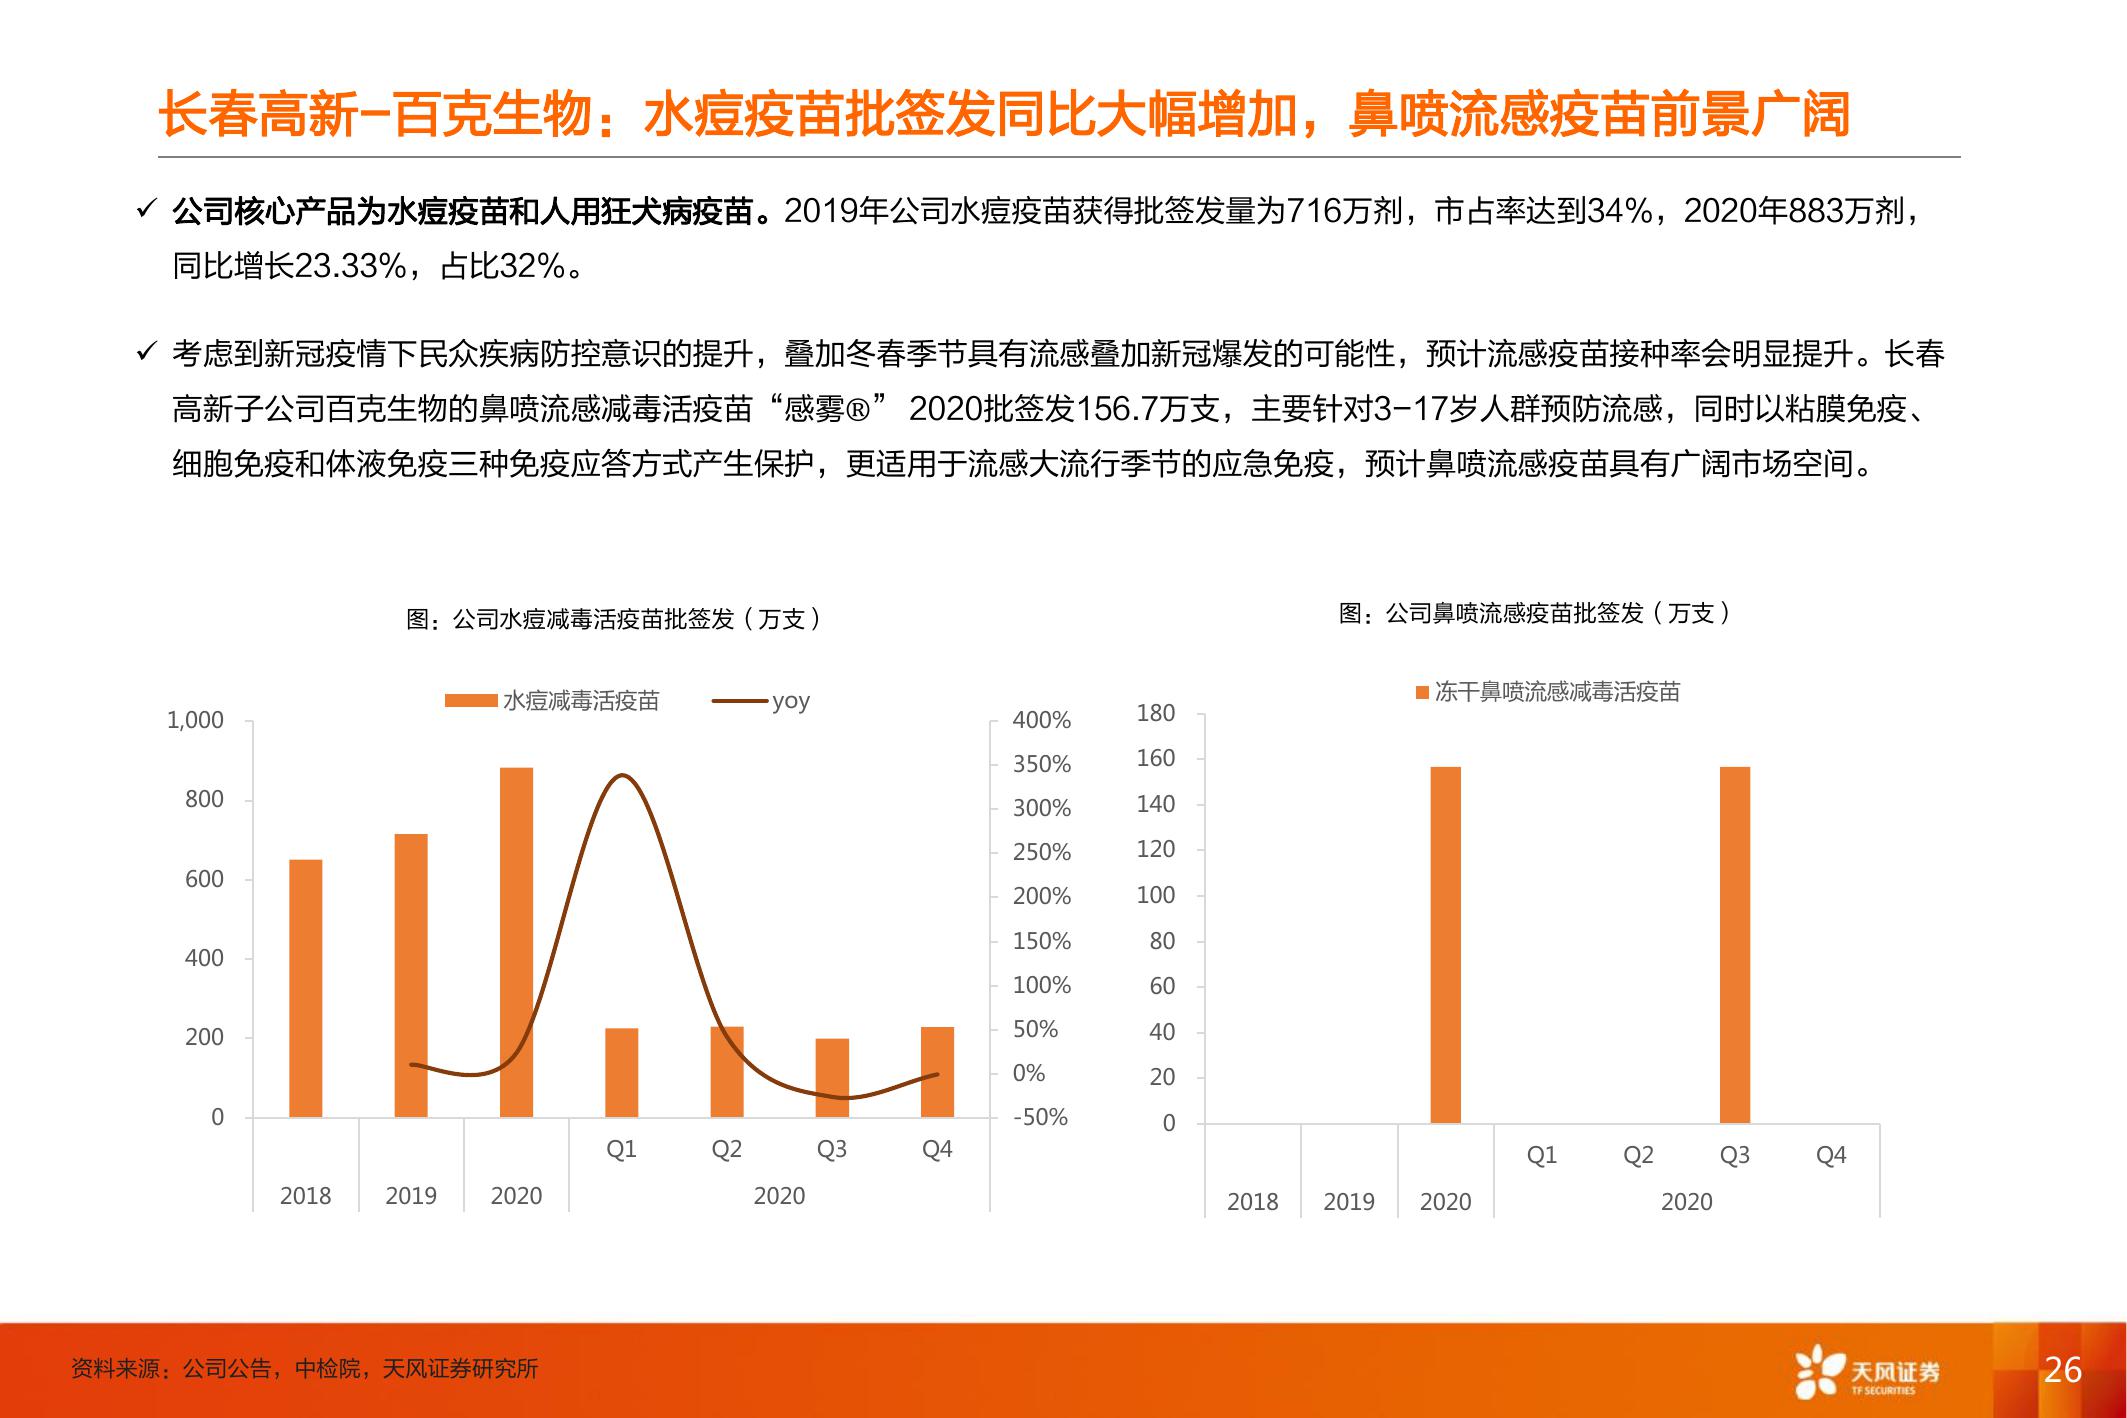 长春高新-百克生物：水痘疫苗批签发同比大幅增加，鼻喷流感疫苗前景广阔
✓ 公司核心产品为水痘疫苗和人用狂犬病疫苗。2019年公司水痘疫苗获得批签发量为716万剂，市占率达到34%，2020年883万剂，
同比增长23.33%，占比32%。
✓ 考虑到新冠疫情下民众疾病防控意识的提升，叠加冬春季节具有流感叠加新冠爆发的可能性，预计流感疫苗接种率会明显提升。长春
高新子公司百克生物的鼻喷流感减毒活疫苗“感雾®” 2020批签发156.7万支，主要针对3-17岁人群预防流感，同时以粘膜免疫、
细胞免疫和体液免疫三种免疫应答方式产生保护，更适用于流感大流行季节的应急免疫，预计鼻喷流感疫苗具有广阔市场空间。
图：公司水痘减毒活疫苗批签发（万支）
水痘减毒活疫苗 yoy
1,000
800
600
400
200
0
400%
350%
300%
250%
200%
150%
100%
50%
0%
-50%
Q1 Q2 Q3 Q4
2018 2019 2020 2020
图：公司鼻喷流感疫苗批签发（万支）
冻干鼻喷流感减毒活疫苗
180
160
140
120
100
80
60
40
20
0
Q1 Q2 Q3 Q4
2018 2019 2020 2020
资料来源：公司公告，中检院，天风证券研究所
天风证券
TF SECURITIES
26